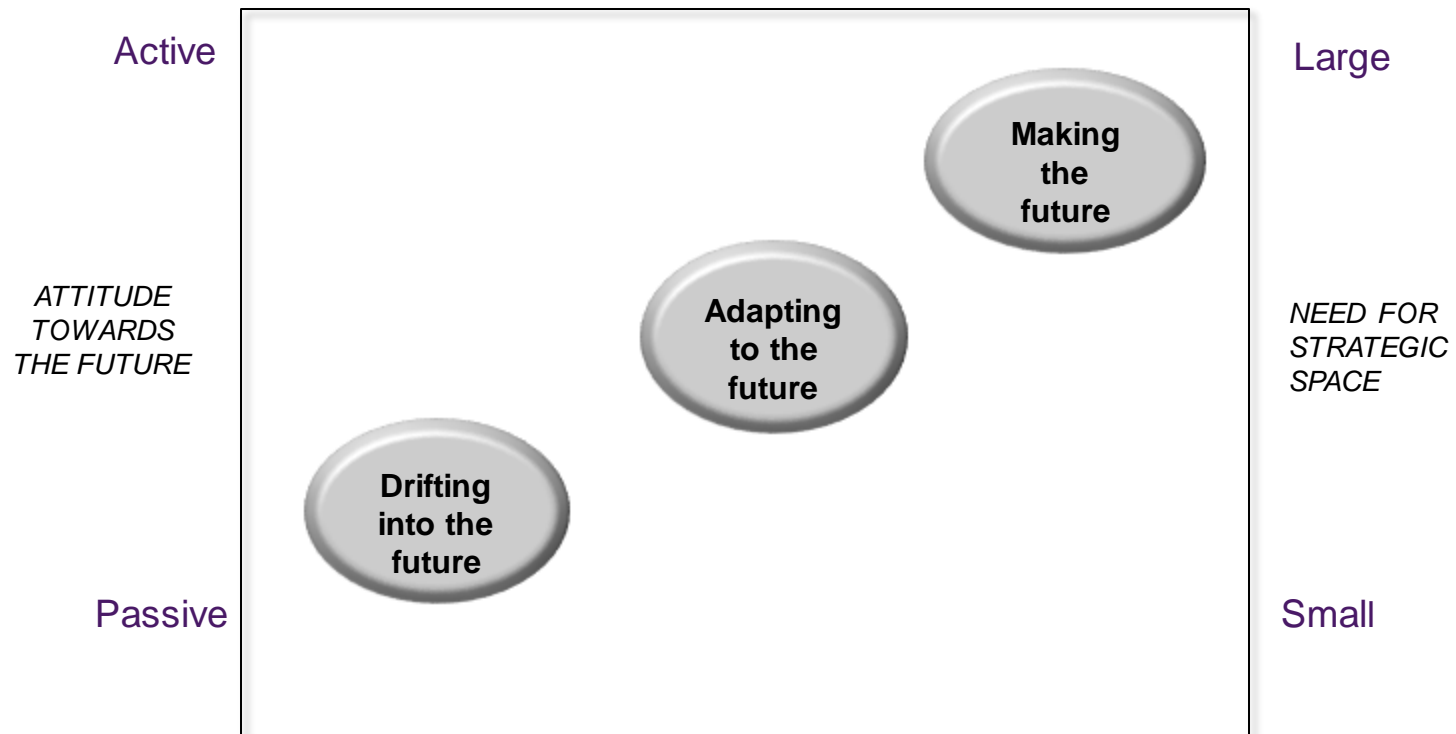 Active
Large
Making
the
future
ATTITUDE
TOWARDS
THE FUTURE
Adapting
to the
future
NEED FOR
STRATEGIC
SPACE
Drifting
into the
future
Passive
Small